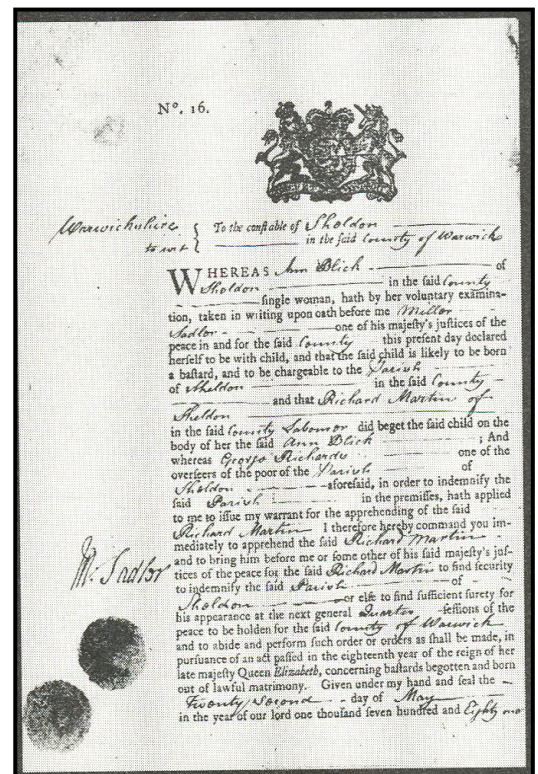 Nº. 16.
Warwickshire { To the constable of Sheldon
to wit { in the said County of Warwick
WHEREAS Ann Blick of
Sheldon in the said County
single woman, hath by her voluntary examina-
tion, taken in writing upon oath before me Miller
Sadler one of his majesty's justices of the
peace in and for the said County this present day declared
herself to be with child, and that the said child is likely to be born
a bastard, and to be chargeable to the Parish
of Sheldon in the said County
and that Richard Martin of
Sheldon
in the said County Labourer did beget the said child on the
body of her the said Ann Blick ; And
whereas George Richards one of the
overseers of the poor of the Parish of
Sheldon aforesaid, in order to indemnify the
said Parish in the premisses, hath applied
to me to issue my warrant for the apprehending of the said
Richard Martin I therefore hereby command you im-
mediately to apprehend the said Richard Martin
and to bring him before me or some other of his said majesty's jus-
tices of the peace for the said Richard Martin to find security
to indemnify the said Parish of
Sheldon or else to find sufficient surety for
his appearance at the next general Quarter sessions of the
peace to be holden for the said County of Warwick
and to abide and perform such order or orders as shall be made, in
pursuance of an act passed in the eighteenth year of the reign of her
late majesty Queen Elizabeth, concerning bastards begotten and born
out of lawful matrimony. Given under my hand and seal the
Twenty second day of May
in the year of our lord one thousand seven hundred and Eighty one
M. Sadler